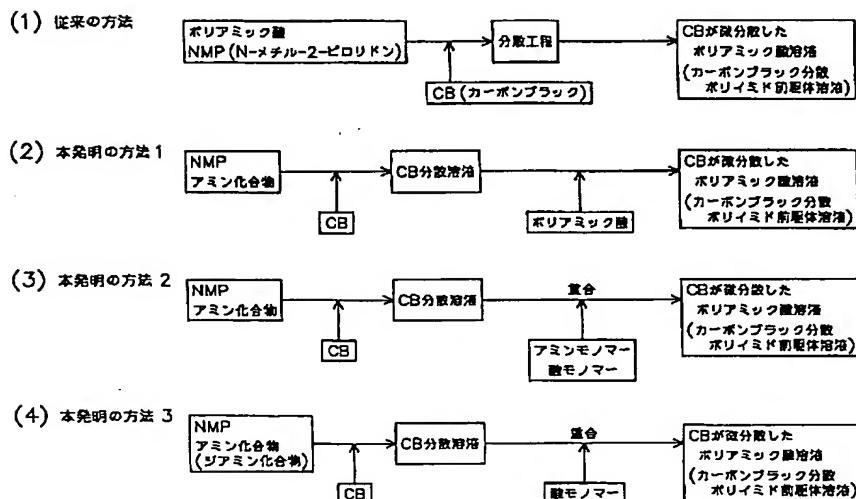 (1) 従来の方法
ポリアミック酸
NMP (N-メチル-2-ピロリドン)
CB (カーボンブラック)
分散工程
CBが微分散した
ポリアミック酸溶液
(カーボンブラック分散
ポリイミド前駆体溶液)
(2) 本発明の方法 1
NMP
アミン化合物
CB
CB分散溶液
ポリアミック酸
CBが微分散した
ポリアミック酸溶液
(カーボンブラック分散
ポリイミド前駆体溶液)
(3) 本発明の方法 2
NMP
アミン化合物
CB
CB分散溶液
重合
アミンモノマー
酸モノマー
CBが微分散した
ポリアミック酸溶液
(カーボンブラック分散
ポリイミド前駆体溶液)
(4) 本発明の方法 3
NMP
アミン化合物
(ジアミン化合物)
CB
CB分散溶液
重合
酸モノマー
CBが微分散した
ポリアミック酸溶液
(カーボンブラック分散
ポリイミド前駆体溶液)